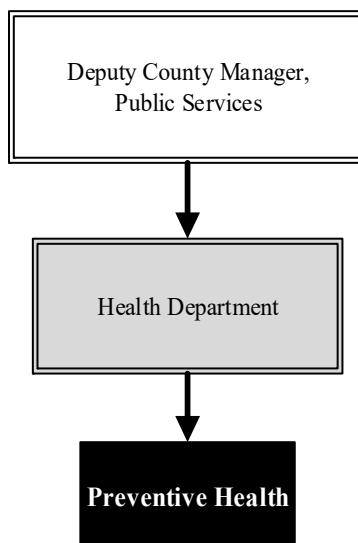 Deputy County Manager,
Public Services
Health Department
Preventive Health